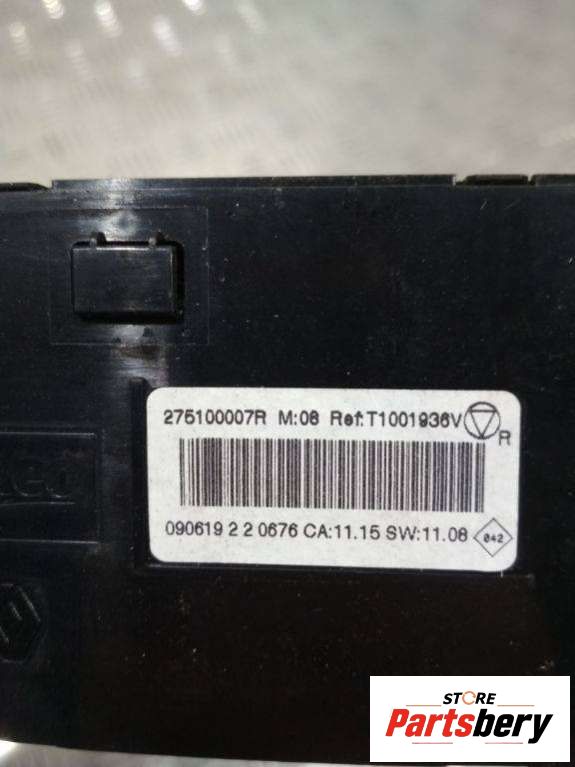 275100007R M:08 Ref:T1001936V
R
090619 2 2 0676 CA:11.15 SW:11.08
042
STORE
Partsbery